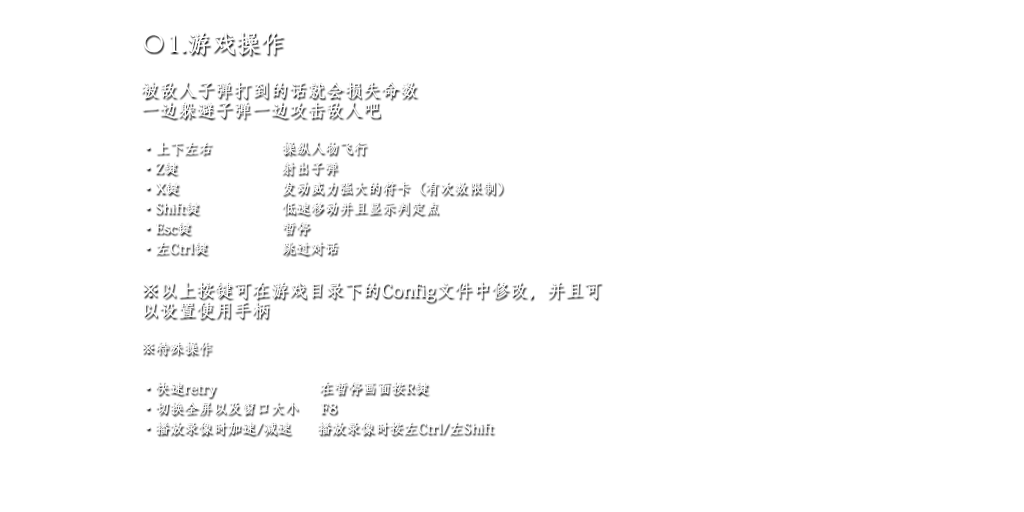 〇1.游戏操作
被敌人子弹打到的话就会损失命数
一边躲避子弹一边攻击敌人吧
・上下左右 操纵人物飞行
・Z键 射出子弹
・X键 发动威力强大的符卡（有次数限制）
・Shift键 低速移动并且显示判定点
・Esc键 暂停
・左Ctrl键 跳过对话
※以上按键可在游戏目录下的Config文件中修改，并且可
以设置使用手柄
※特殊操作
・快速retry 在暂停画面按R键
・切换全屏以及窗口大小 F8
・播放录像时加速/减速 播放录像时按左Ctrl/左Shift